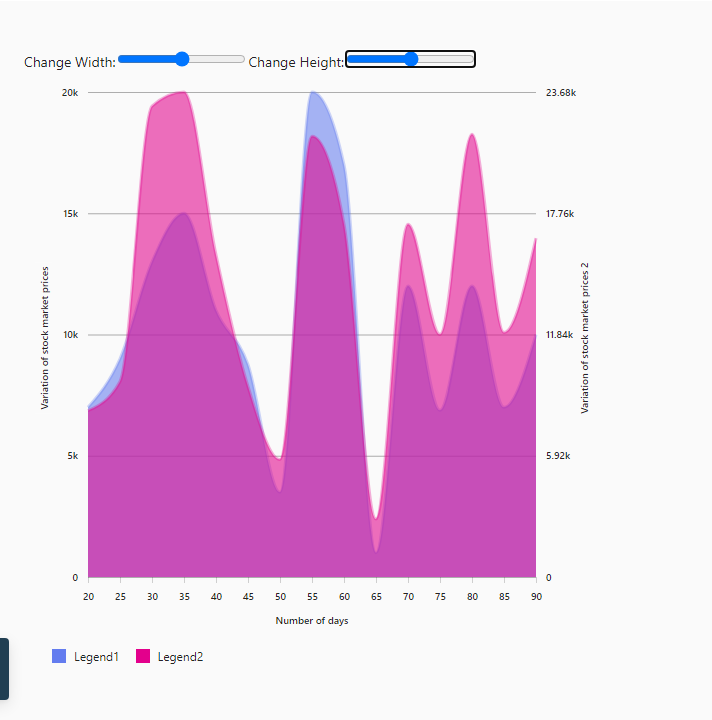 Change Width: Change Height:
20k 23.68k
15k 17.76k
Variation of stock market prices
Variation of stock market prices 2
10k 11.84k
5k 5.92k
0 0
20 25 30 35 40 45 50 55 60 65 70 75 80 85 90
Number of days
Legend1 Legend2